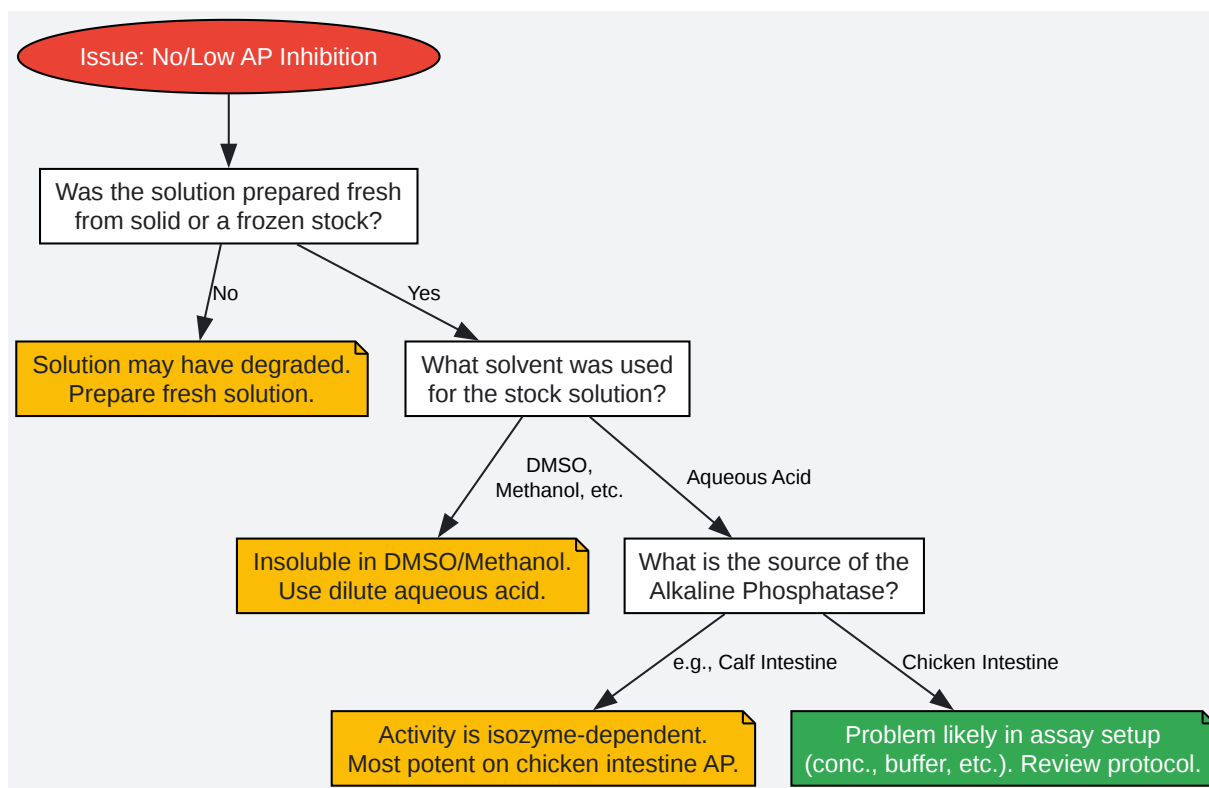 Issue: No/Low AP Inhibition
Was the solution prepared fresh
from solid or a frozen stock?
No
Yes
Solution may have degraded.
Prepare fresh solution.
What solvent was used
for the stock solution?
DMSO,
Methanol, etc.
Aqueous Acid
Insoluble in DMSO/Methanol.
Use dilute aqueous acid.
What is the source of the
Alkaline Phosphatase?
e.g., Calf Intestine
Chicken Intestine
Activity is isozyme-dependent.
Most potent on chicken intestine AP.
Problem likely in assay setup
(conc., buffer, etc.). Review protocol.